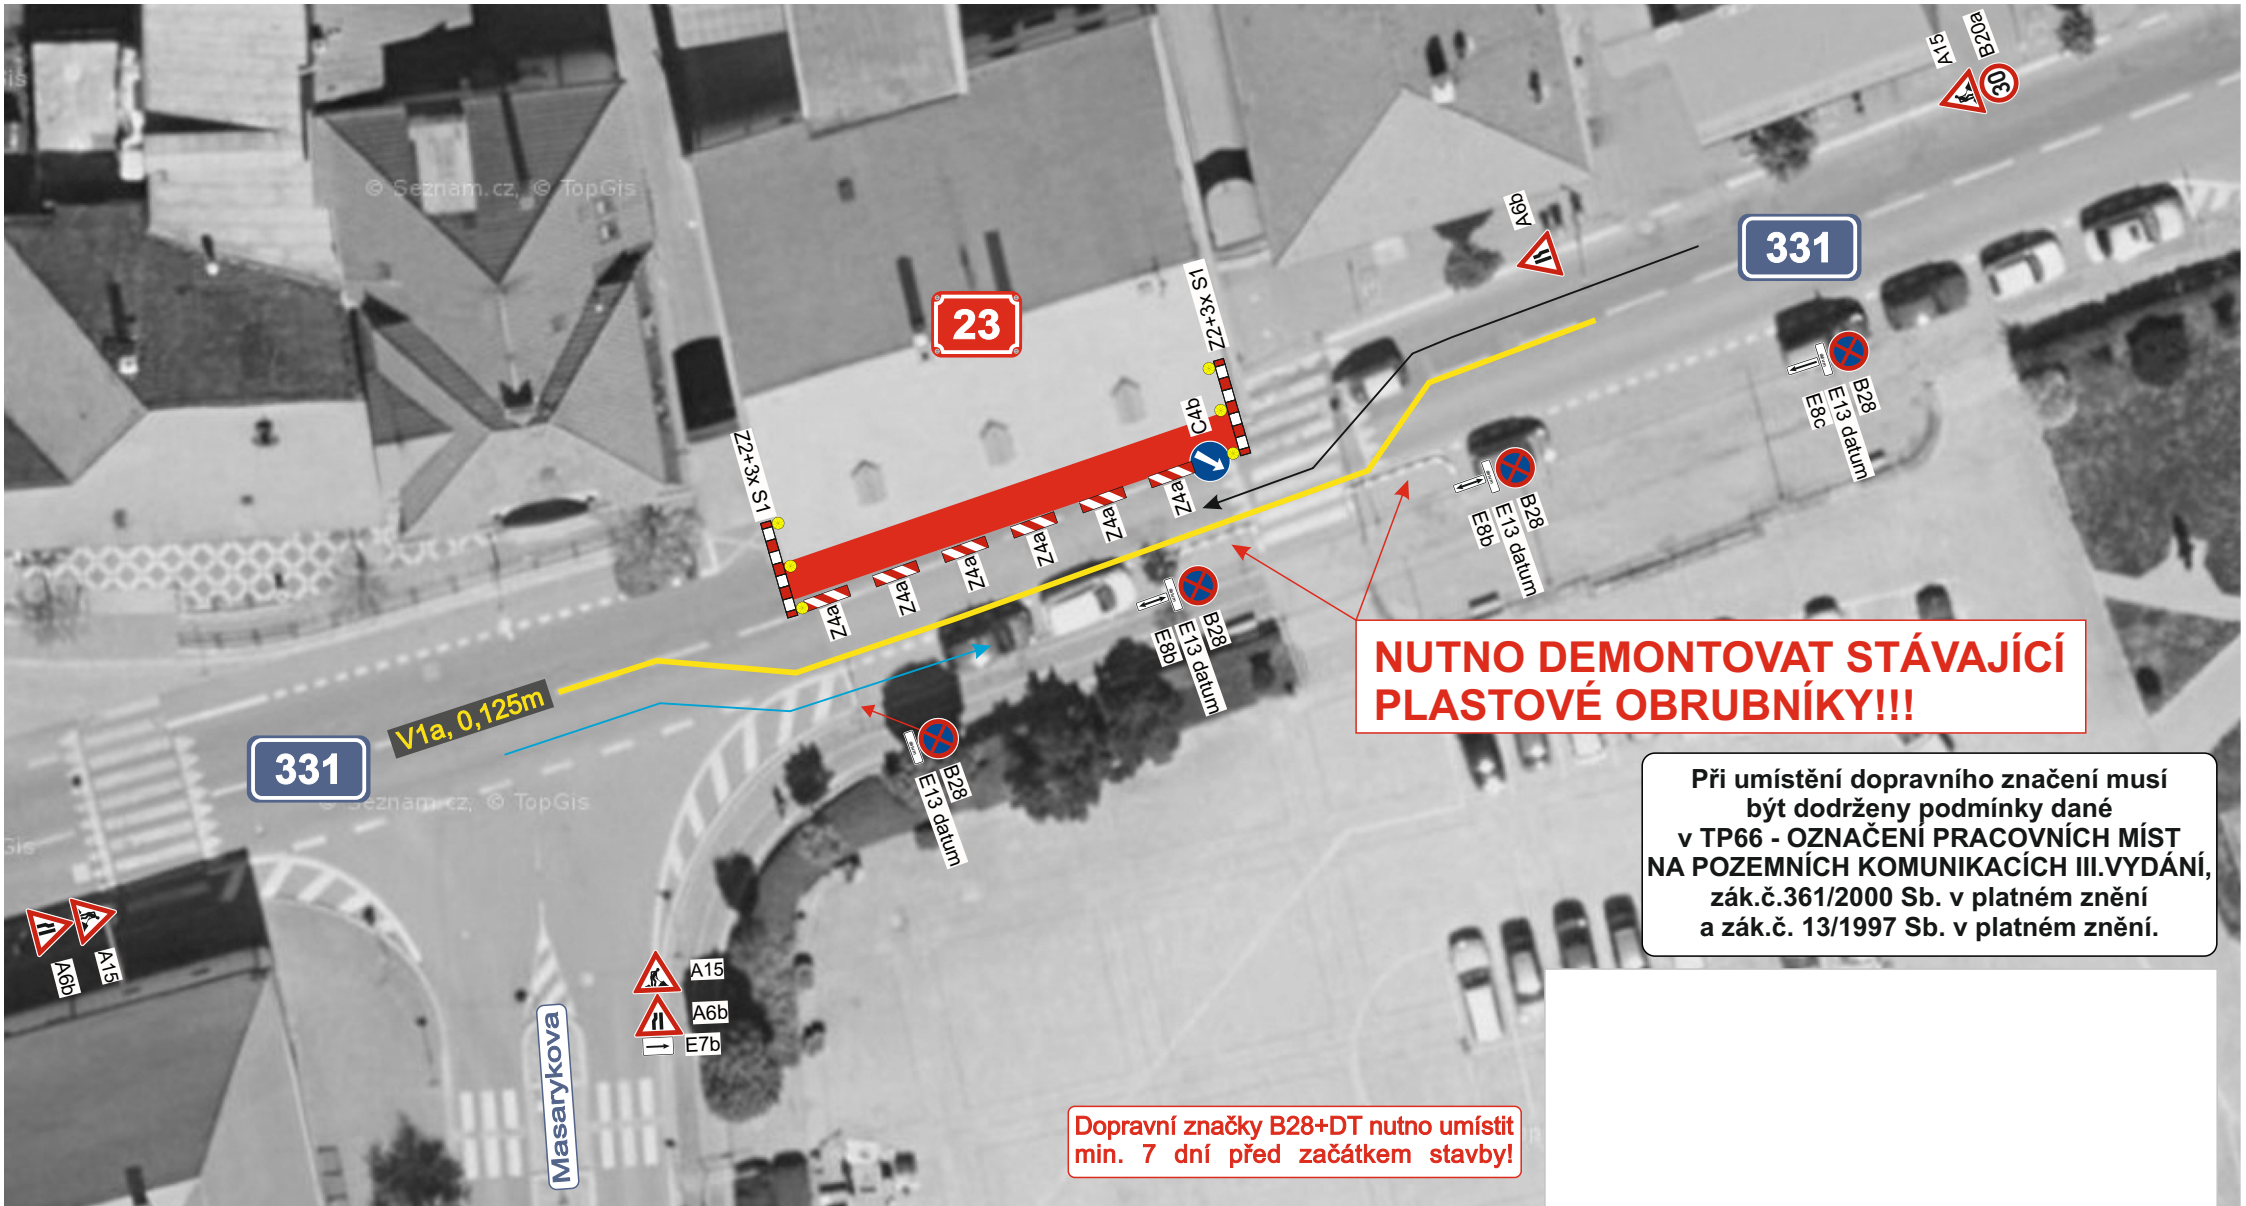 © Seznam.cz, © TopGis
A15
B20a
30
A6b
331
23
Z2+3x S1
Z2+3x S1
C4b
Z4a
Z4a
Z4a
Z4a
Z4a
Z4a
B28
E13 datum
E8c
B28
E13 datum
E8b
B28
E13 datum
E8b
B28
E13 datum
V1a, 0,125m
331
© Seznam.cz, © TopGis
Gis
NUTNO DEMONTOVAT STÁVAJÍCÍ
PLASTOVÉ OBRUBNÍKY!!!
Při umístění dopravního značení musí
být dodrženy podmínky dané
v TP66 - OZNAČENÍ PRACOVNÍCH MÍST
NA POZEMNÍCH KOMUNIKACÍCH III.VYDÁNÍ,
zák.č.361/2000 Sb. v platném znění
a zák.č. 13/1997 Sb. v platném znění.
A6b
A15
A15
A6b
E7b
Masarykova
Dopravní značky B28+DT nutno umístit
min. 7 dní před začátkem stavby!